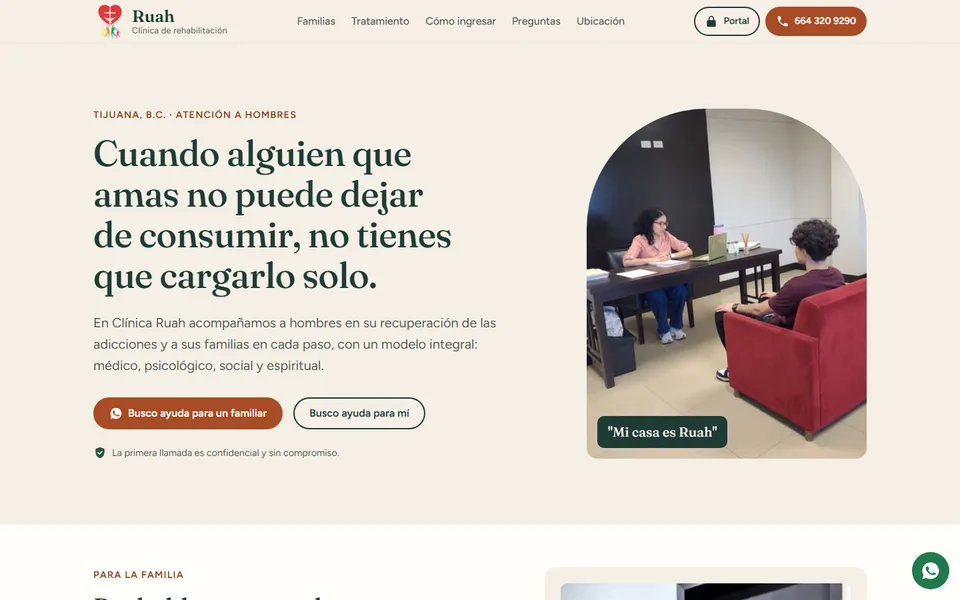 Ruah
Clínica de rehabilitación
Familias
Tratamiento
Cómo ingresar
Preguntas
Ubicación
Portal
664 320 9290
TIJUANA, B.C. · ATENCIÓN A HOMBRES
Cuando alguien que
amas no puede dejar
de consumir, no tienes
que cargarlo solo.
En Clínica Ruah acompañamos a hombres en su recuperación de las
adicciones y a sus familias en cada paso, con un modelo integral:
médico, psicológico, social y espiritual.
Busco ayuda para un familiar
Busco ayuda para mí
La primera llamada es confidencial y sin compromiso.
"Mi casa es Ruah"
PARA LA FAMILIA